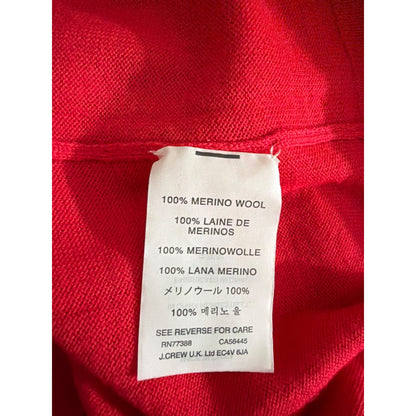 100% MERINO WOOL
100% LAINE DE
MERINOS
100% MERINOWOLLE
100% LANA MERINO
メリノウール 100%
100% 메리노 울
SEE REVERSE FOR CARE
RN77388 CA56445
J.CREW U.K. Ltd EC4V 6JA